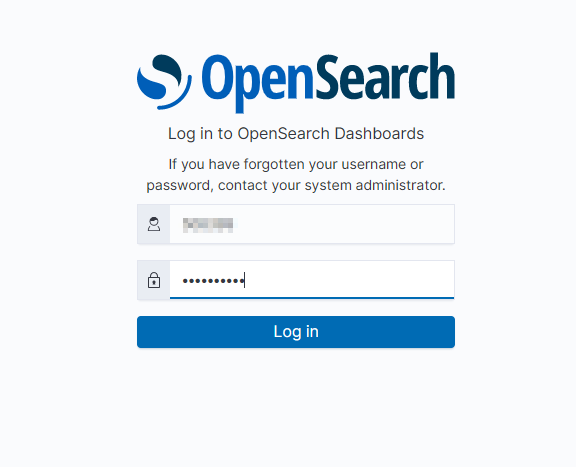 OpenSearch
Log in to OpenSearch Dashboards
If you have forgotten your username or
password, contact your system administrator.
••••••••••
Log in